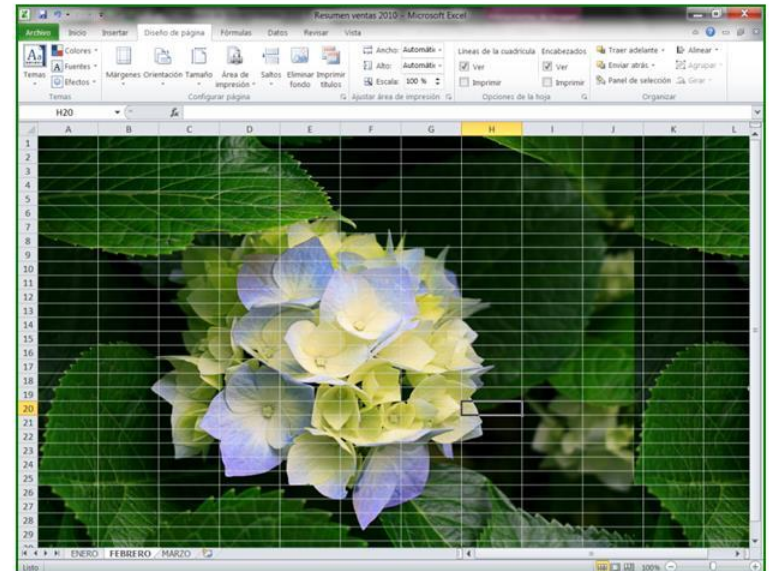 Resumen ventas 2010 - Microsoft Excel
Archivo Inicio Insertar Diseño de página Fórmulas Datos Revisar Vista
Colores Ancho: Automáti Líneas de la cuadrícula Encabezados Traer adelante Alinear
Aa A Fuentes Alto: Automáti Ver Ver Enviar atrás Agrupar
Temas Efectos Márgenes Orientación Tamaño Área de impresión Saltos Eliminar fondo Imprimir títulos Escala: 100 % Imprimir Imprimir Panel de selección Girar
Temas Configurar página Ajustar área de impresión Opciones de la hoja Organizar
H20 fx
A B C D E F G H I J K L
1
2
3
4
5
6
7
8
9
10
11
12
13
14
15
16
17
18
19
20
21
22
23
24
25
26
27
28
29
ENERO FEBRERO MARZO
Listo 100%